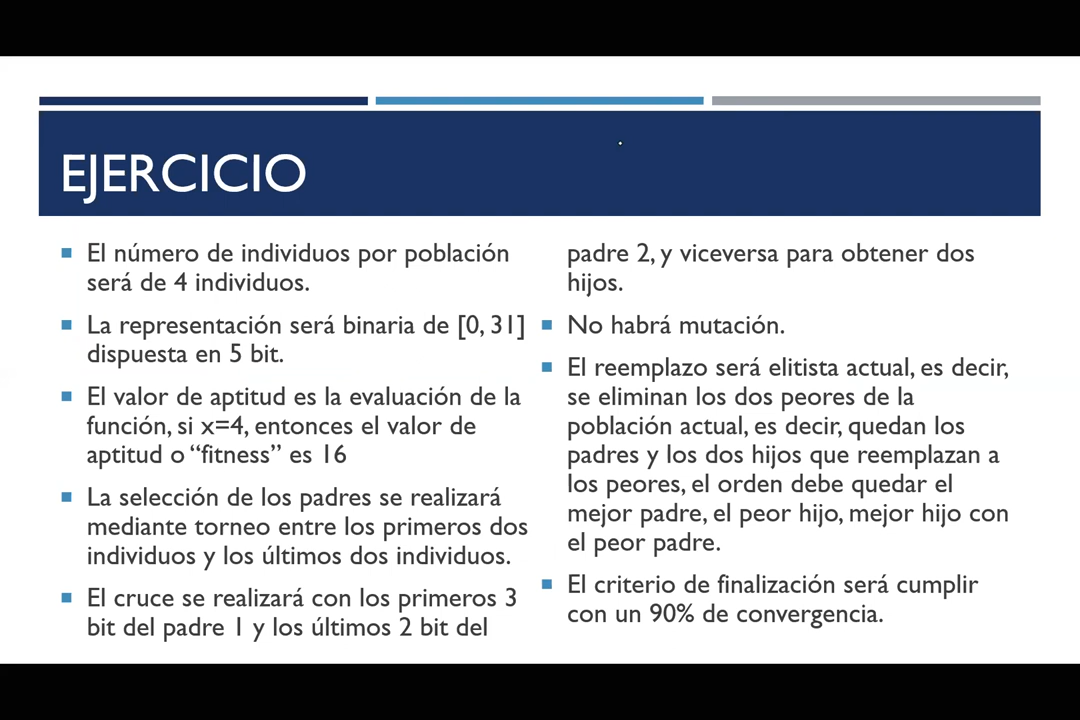 EJERCICIO
El número de individuos por población
será de 4 individuos.
La representación será binaria de [0, 31]
dispuesta en 5 bit.
El valor de aptitud es la evaluación de la
función, si x=4, entonces el valor de
aptitud o “fitness” es 16
La selección de los padres se realizará
mediante torneo entre los primeros dos
individuos y los últimos dos individuos.
El cruce se realizará con los primeros 3
bit del padre 1 y los últimos 2 bit del
padre 2, y viceversa para obtener dos
hijos.
No habrá mutación.
El reemplazo será elitista actual, es decir,
se eliminan los dos peores de la
población actual, es decir, quedan los
padres y los dos hijos que reemplazan a
los peores, el orden debe quedar el
mejor padre, el peor hijo, mejor hijo con
el peor padre.
El criterio de finalización será cumplir
con un 90% de convergencia.